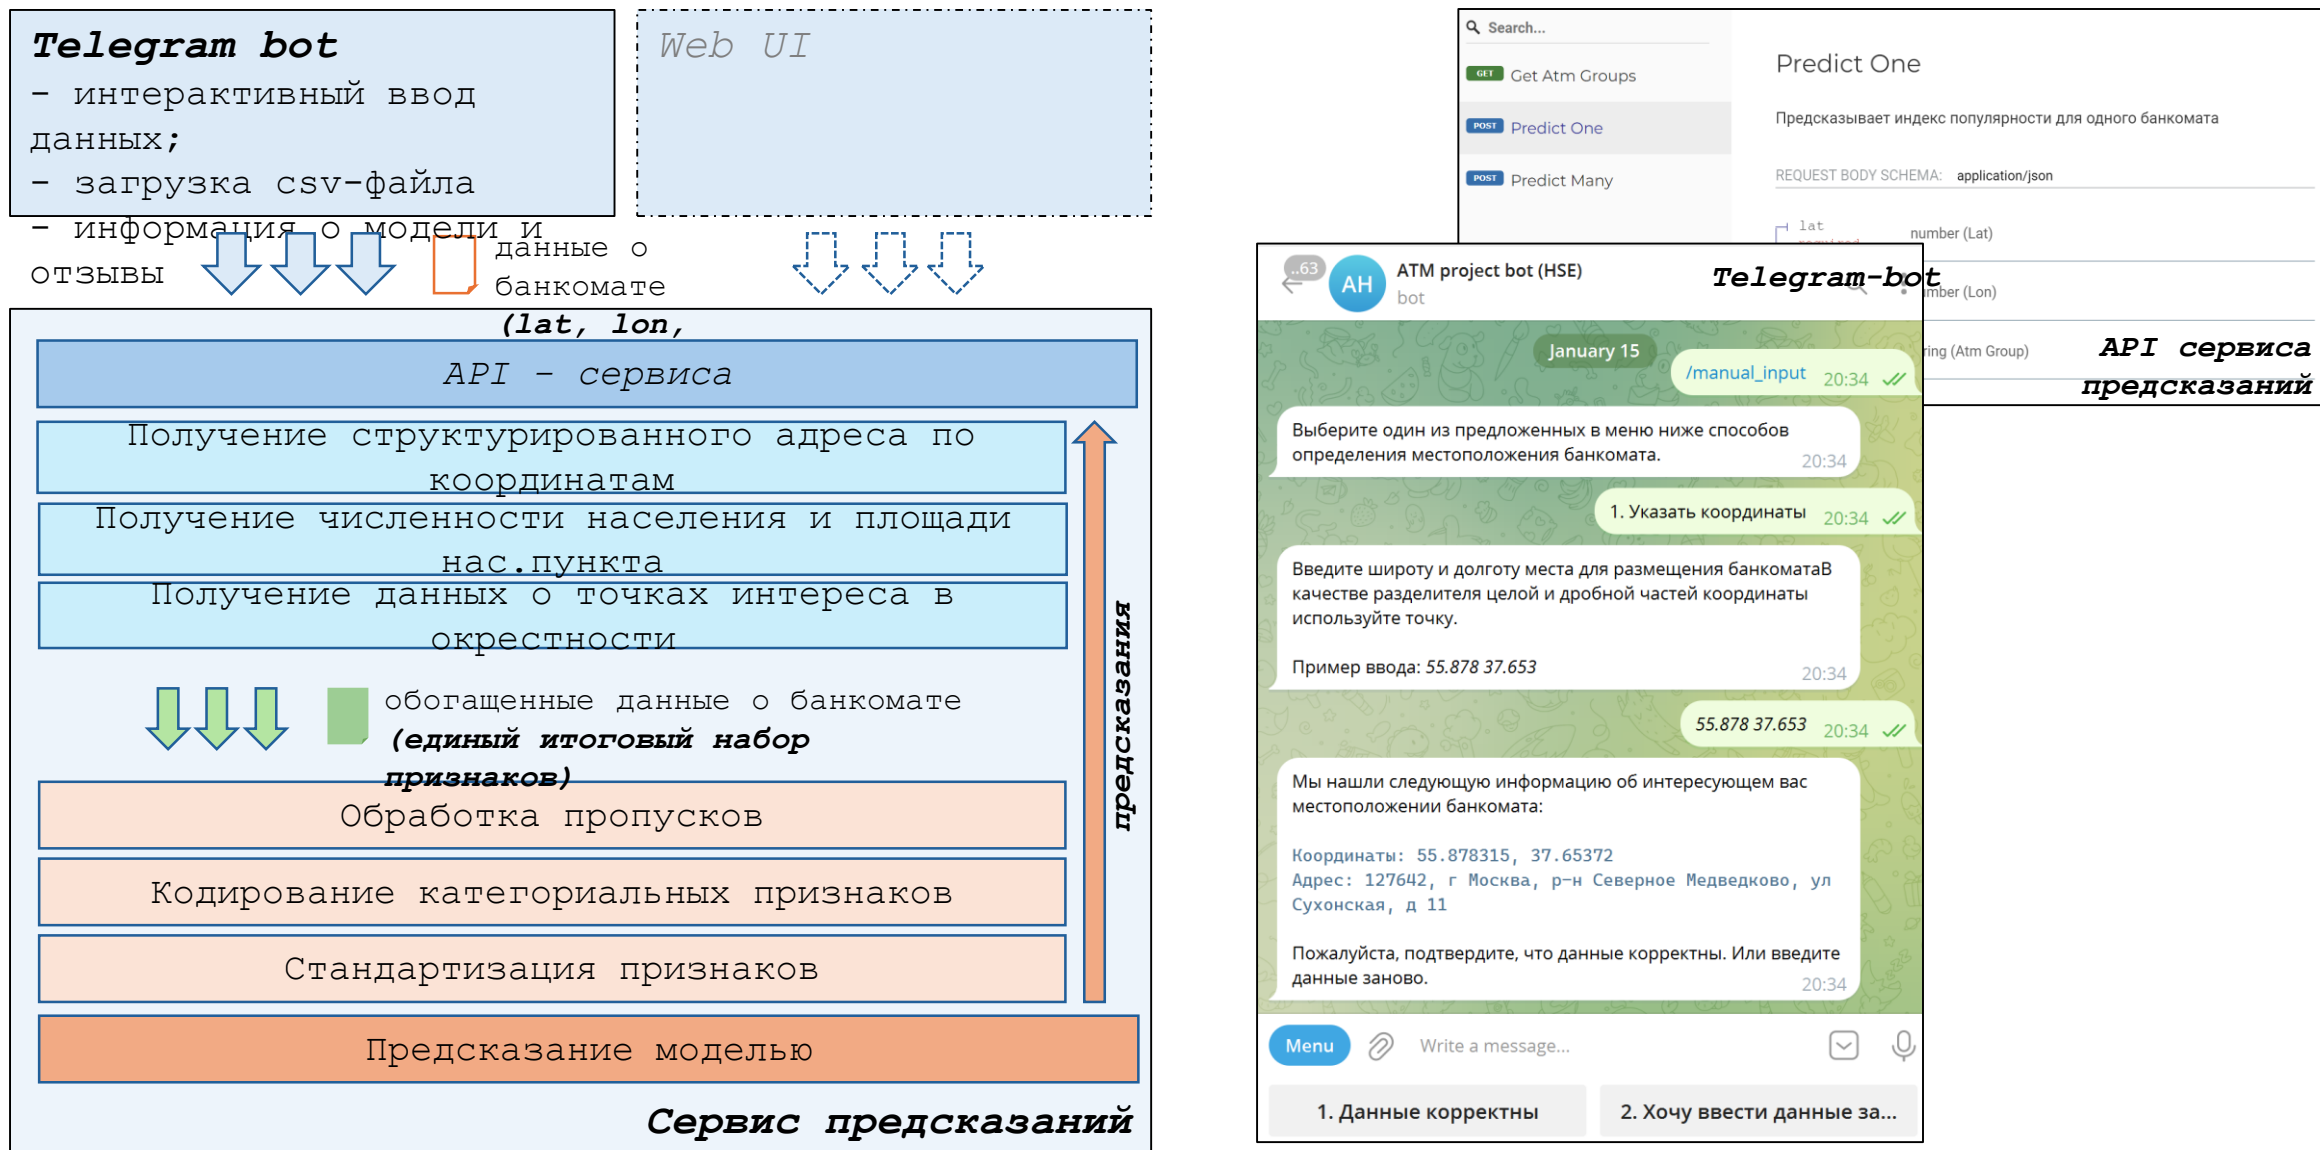 Telegram bot
- интерактивный ввод
данных;
- загрузка csv-файла
- информация о модели и
отзывы
Web UI
данные о
банкомате
(lat, lon,
API - сервиса
Получение структурированного адреса по
координатам
Получение численности населения и площади
нас.пункта
Получение данных о точках интереса в
окрестности
обогащенные данные о банкомате
(единый итоговый набор
признаков)
предсказания
Обработка пропусков
Кодирование категориальных признаков
Стандартизация признаков
Предсказание моделью
Сервис предсказаний
Search...
GET Get Atm Groups
POST Predict One
POST Predict Many
Predict One
Предсказывает индекс популярности для одного банкомата
REQUEST BODY SCHEMA: application/json
lat
number (Lat)
(Lon)
(Atm Group)
API сервиса
предсказаний
..63
AH
ATM project bot (HSE)
bot
Telegram-bot
January 15
/manual_input 20:34
Выберите один из предложенных в меню ниже способов
определения местоположения банкомата.
20:34
1. Указать координаты 20:34
Введите широту и долготу места для размещения банкоматаВ
качестве разделителя целой и дробной частей координаты
используйте точку.
Пример ввода: 55.878 37.653
20:34
55.878 37.653 20:34
Мы нашли следующую информацию об интересующем вас
местоположении банкомата:
Координаты: 55.878315, 37.65372
Адрес: 127642, г Москва, р-н Северное Медведково, ул
Сухонская, д 11
Пожалуйста, подтвердите, что данные корректны. Или введите
данные заново.
20:34
Menu
Write a message...
1. Данные корректны
2. Хочу ввести данные за...